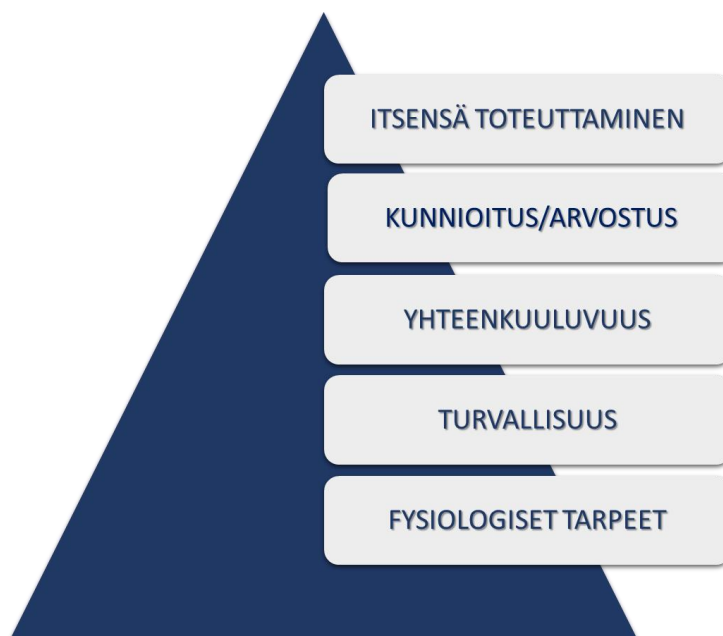 ITSENSÄ TOTEUTTAMINEN
KUNNIOITUS/ARVOSTUS
YHTEENKUULUVUUS
TURVALLISUUS
FYSIOLOGISET TARPEET